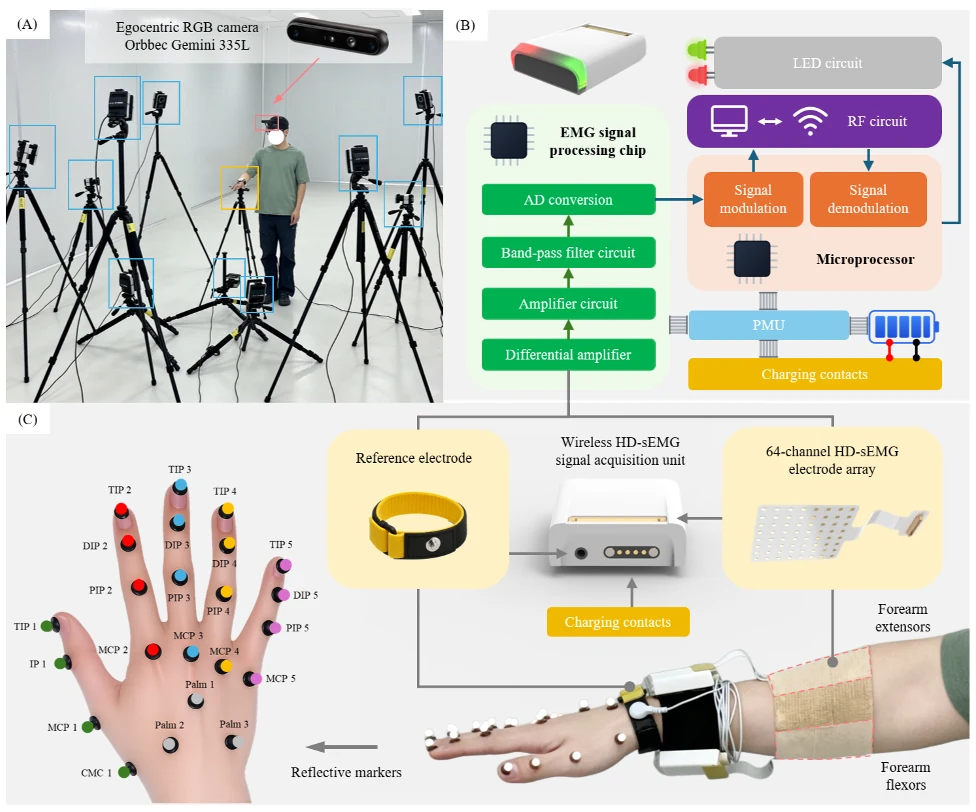 (A)
Egocentric RGB camera
Orbbec Gemini 335L
(B)
EMG signal
processing chip
AD conversion
Band-pass filter circuit
Amplifier circuit
Differential amplifier
LED circuit
RF circuit
Signal
modulation
Signal
demodulation
Microprocessor
PMU
Charging contacts
(C)
TIP 3
TIP 2
TIP 4
DIP 3
DIP 2
DIP 4
TIP 5
PIP 2
PIP 3
PIP 4
DIP 5
TIP 1
MCP 3
PIP 5
IP 1
MCP 2
MCP 4
MCP 5
Palm 1
MCP 1
Palm 2
Palm 3
CMC 1
Reference electrode
Wireless HD-sEMG
signal acquisition unit
64-channel HD-sEMG
electrode array
Charging contacts
Forearm
extensors
Reflective markers
Forearm
flexors